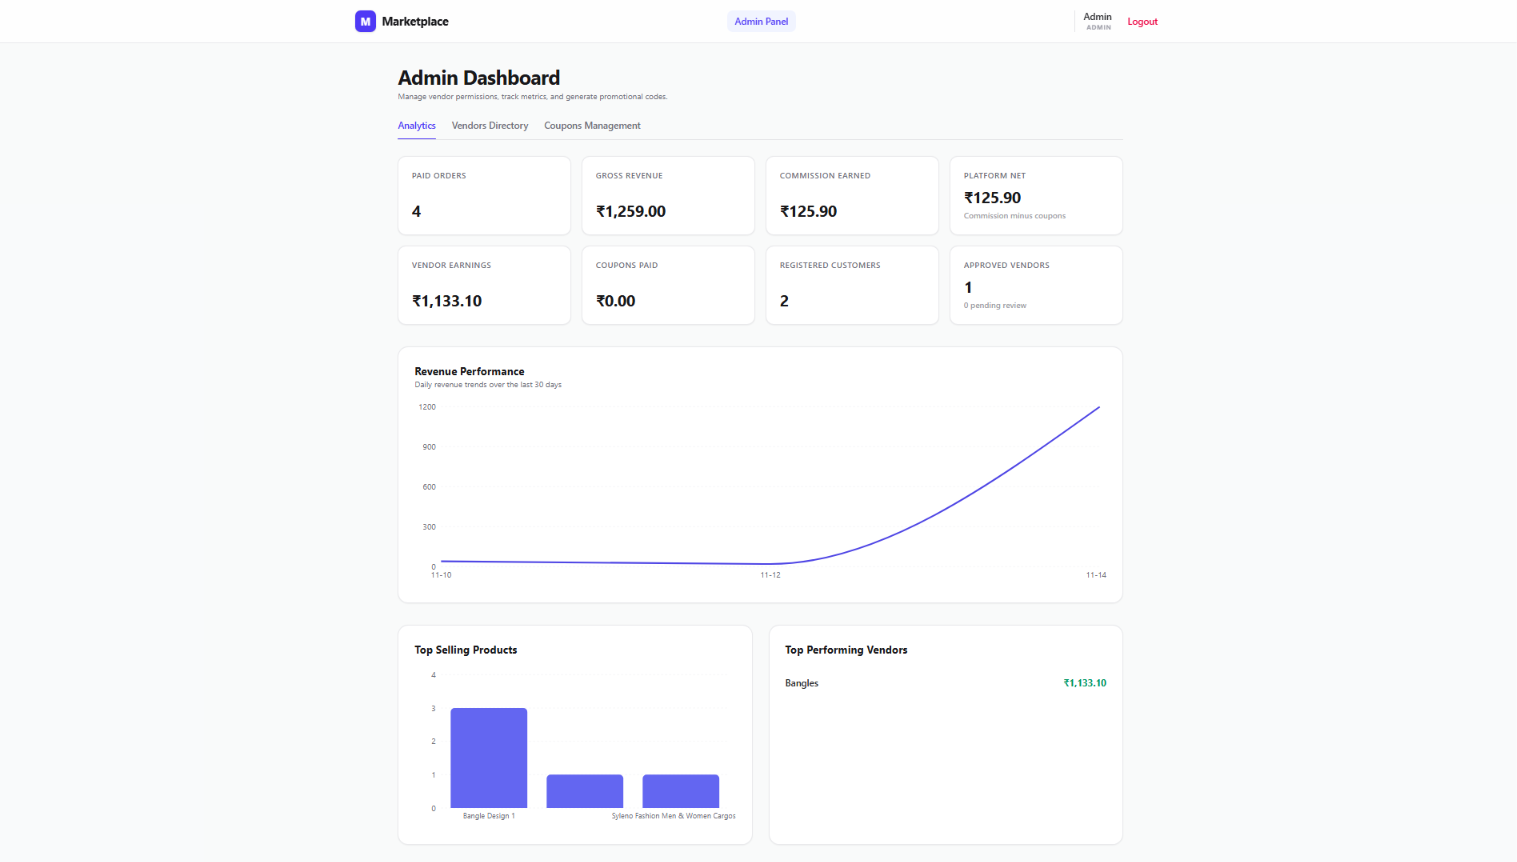 M Marketplace
Admin Panel
Admin
ADMIN
Logout
Admin Dashboard
Manage vendor permissions, track metrics, and generate promotional codes.
Analytics Vendors Directory Coupons Management
PAID ORDERS
4
GROSS REVENUE
₹1,259.00
COMMISSION EARNED
₹125.90
PLATFORM NET
₹125.90
Commission minus coupons
VENDOR EARNINGS
₹1,133.10
COUPONS PAID
₹0.00
REGISTERED CUSTOMERS
2
APPROVED VENDORS
1
0 pending review
Revenue Performance
Daily revenue trends over the last 30 days
1200
900
600
300
0
11-10 11-12 11-14
Top Selling Products
4
3
2
1
0
Bangle Design 1 Syleno Fashion Men & Women Cargos
Top Performing Vendors
Bangles ₹1,133.10